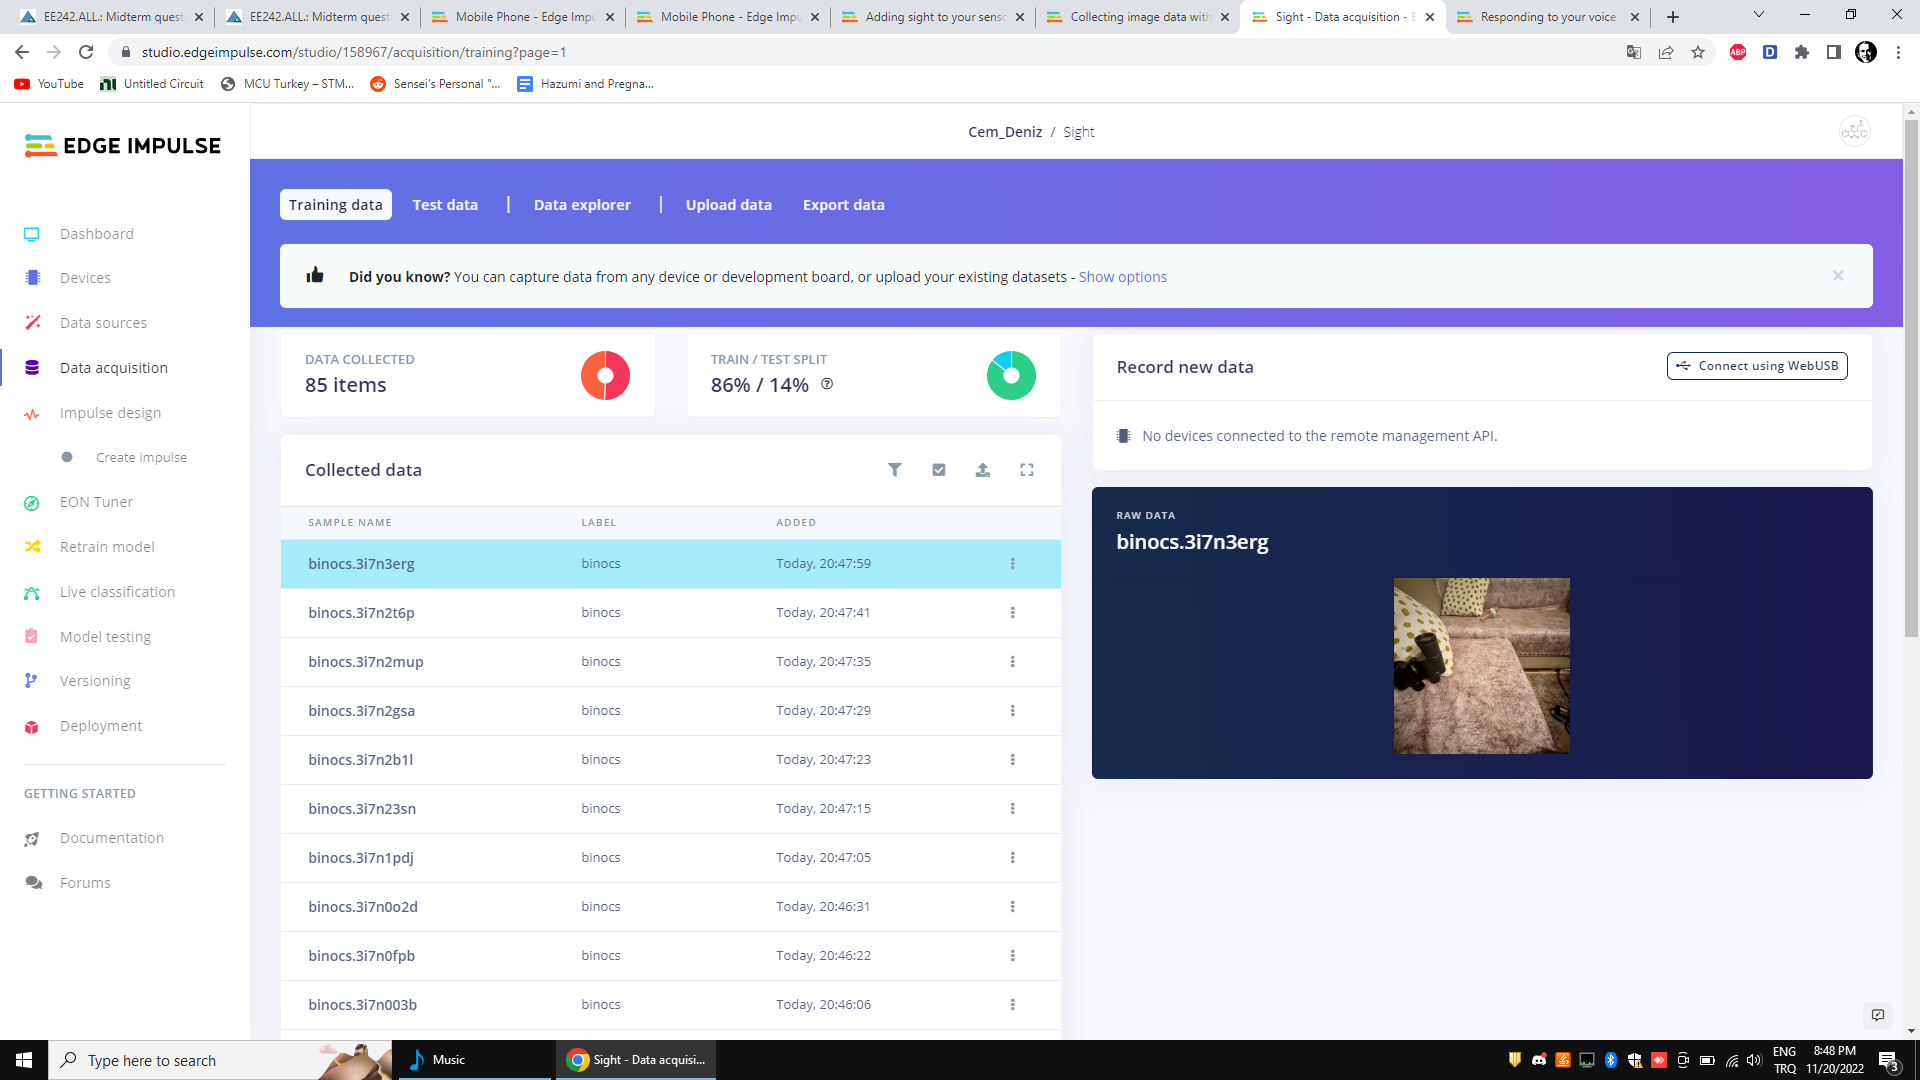 EE242.ALL.: Midterm quest
EE242.ALL.: Midterm quest
Mobile Phone - Edge Impu
Mobile Phone - Edge Impu
Adding sight to your senso
Collecting image data with
Sight - Data acquisition - E
Responding to your voice
studio.edgeimpulse.com/studio/158967/acquisition/training?page=1
ABP
D
YouTube
Untitled Circuit
MCU Turkey – STM...
Sensei's Personal "...
Hazumi and Pregna...
EDGE IMPULSE
Cem_Deniz / Sight
Training data
Test data
Data explorer
Upload data
Export data
Did you know? You can capture data from any device or development board, or upload your existing datasets - Show options
Dashboard
Devices
Data sources
Data acquisition
Impulse design
Create impulse
EON Tuner
Retrain model
Live classification
Model testing
Versioning
Deployment
GETTING STARTED
Documentation
Forums
DATA COLLECTED
85 items
TRAIN / TEST SPLIT
86% / 14%
Record new data
Connect using WebUSB
No devices connected to the remote management API.
Collected data
SAMPLE NAME LABEL ADDED
binocs.3i7n3erg binocs Today, 20:47:59
binocs.3i7n2t6p binocs Today, 20:47:41
binocs.3i7n2mup binocs Today, 20:47:35
binocs.3i7n2gsa binocs Today, 20:47:29
binocs.3i7n2b1l binocs Today, 20:47:23
binocs.3i7n23sn binocs Today, 20:47:15
binocs.3i7n1pdj binocs Today, 20:47:05
binocs.3i7n0o2d binocs Today, 20:46:31
binocs.3i7n0fpb binocs Today, 20:46:22
binocs.3i7n003b binocs Today, 20:46:06
RAW DATA
binocs.3i7n3erg
Type here to search
Music
Sight - Data acquisi...
ENG
TRQ
8:48 PM
11/20/2022
3